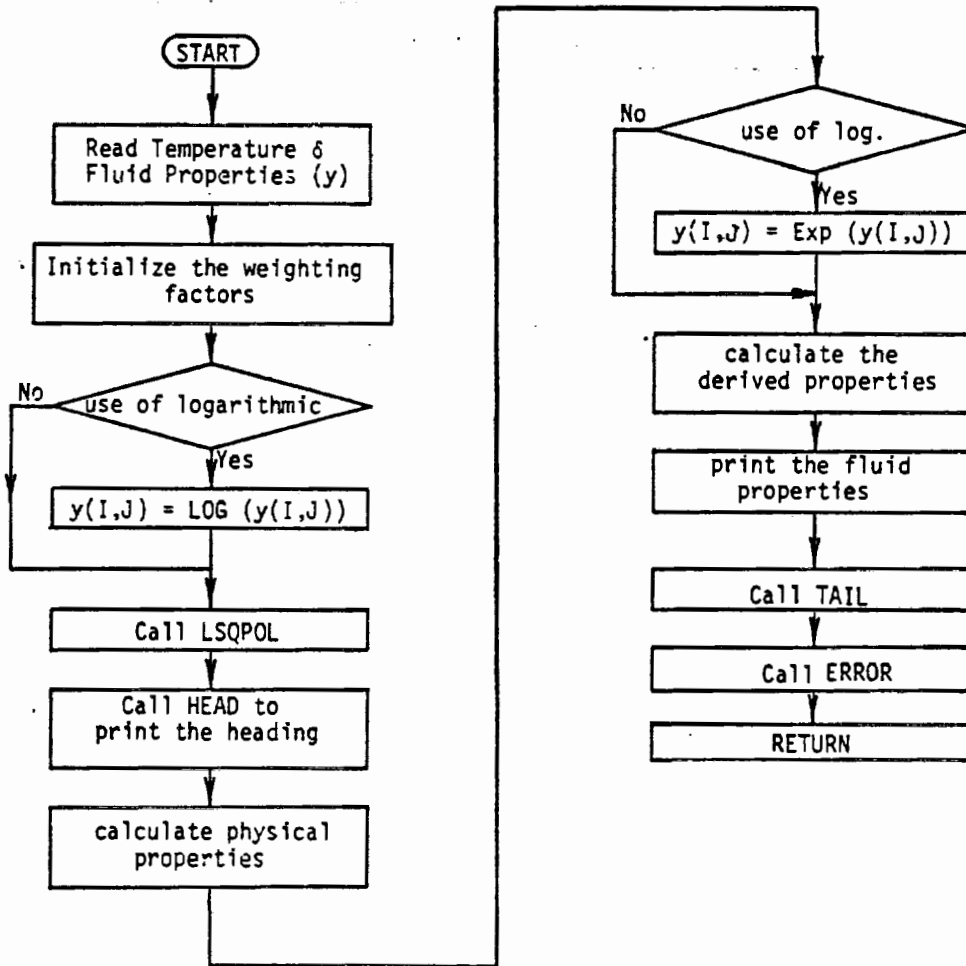 START
Read Temperature δ
Fluid Properties (y)
Initialize the weighting
factors
No
use of logarithmic
Yes
y(I,J) = LOG (y(I,J))
Call LSQPOL
Call HEAD to
print the heading
calculate physical
properties
No
use of log.
Yes
y(I,J) = Exp (y(I,J))
calculate the
derived properties
print the fluid
properties
Call TAIL
Call ERROR
RETURN